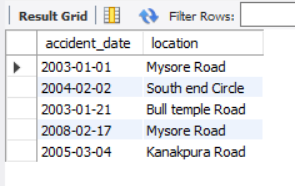 Result Grid Filter Rows:
accident_date location
2003-01-01 Mysore Road
2004-02-02 South end Circle
2003-01-21 Bull temple Road
2008-02-17 Mysore Road
2005-03-04 Kanakpura Road